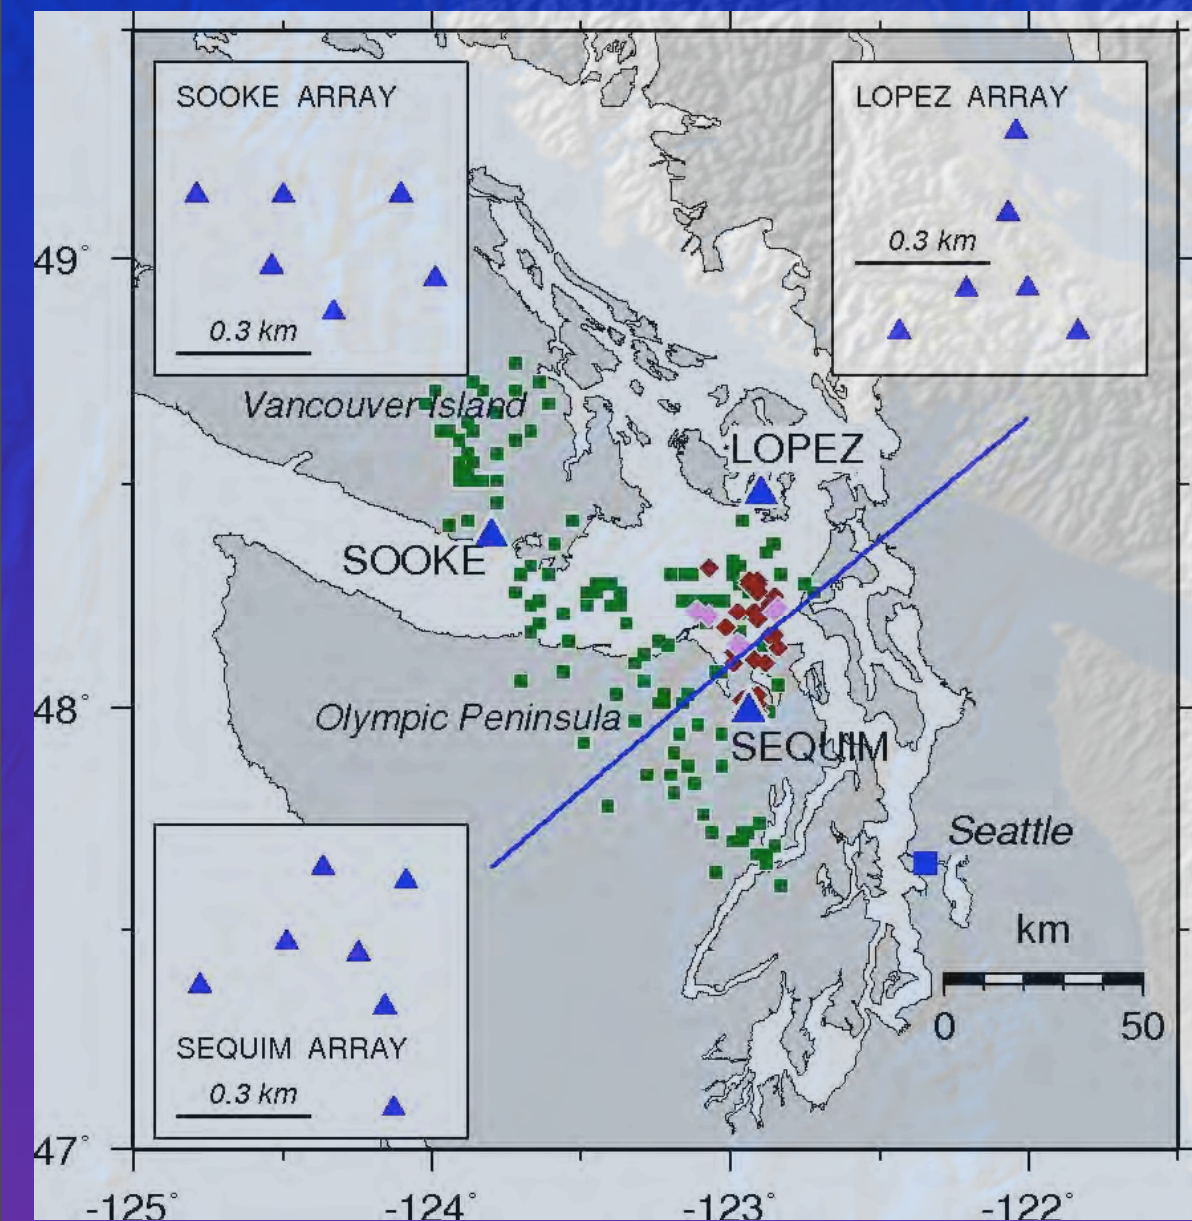 SOOKE ARRAY
0.3 km
LOPEZ ARRAY
0.3 km
49°
Vancouver Island
LOPEZ
SOOKE
48°
Olympic Peninsula
SEQUIM
Seattle
km
0 50
SEQUIM ARRAY
0.3 km
47°
-125° -124° -123° -122°